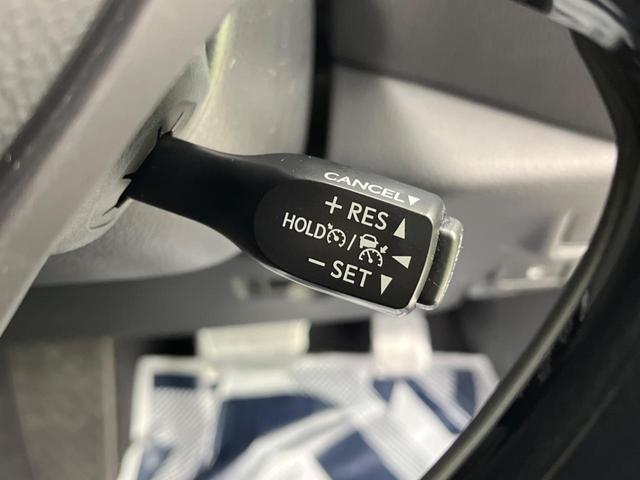 CANCEL▼
+ RES ▲
HOLD / ◀
− SET ▼